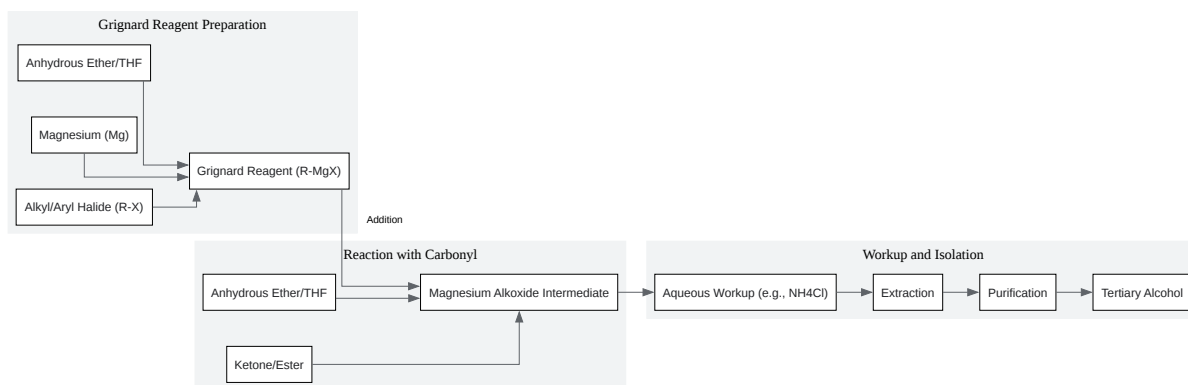 Grignard Reagent Preparation
Anhydrous Ether/THF
Magnesium (Mg)
Grignard Reagent (R-MgX)
Alkyl/Aryl Halide (R-X)
Addition
Reaction with Carbonyl
Anhydrous Ether/THF
Magnesium Alkoxide Intermediate
Ketone/Ester
Workup and Isolation
Aqueous Workup (e.g., NH4Cl)
Extraction
Purification
Tertiary Alcohol